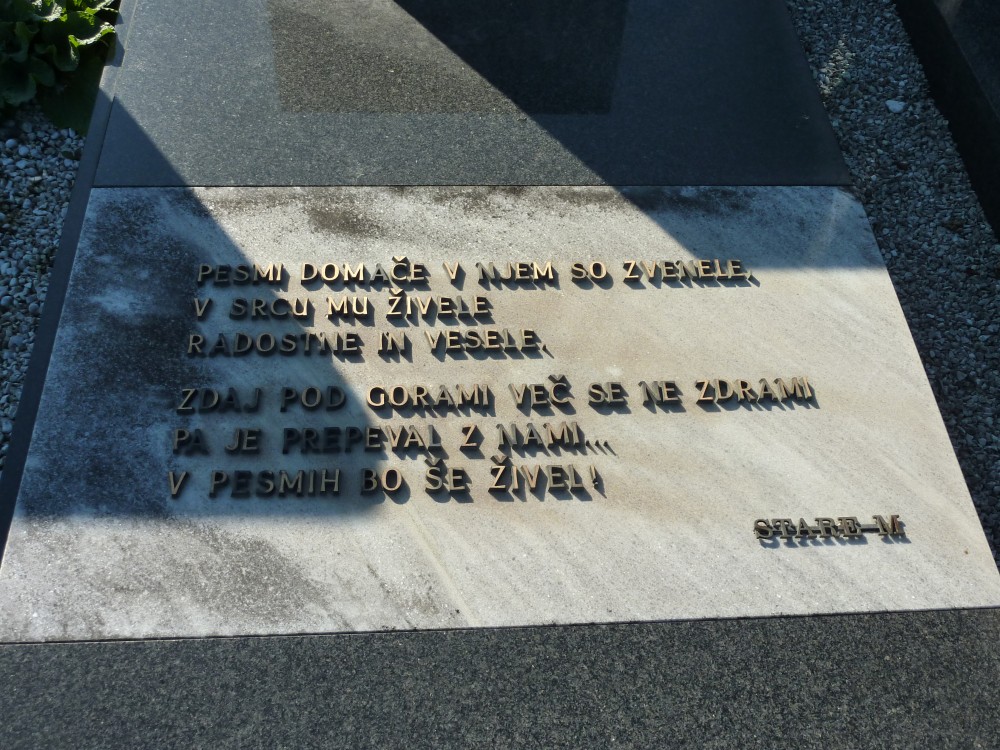 PESMI DOMAČE V NJEM SO ZVENELE,
V SRCU MU ŽIVELE
RADOSTNE IN VESELE,
ZDAJ POD GORAMI VEČ SE NE ZDRAMI
PA JE PREPEVAL Z NAMI...
V PESMIH BO ŠE ŽIVEL!
STARE M